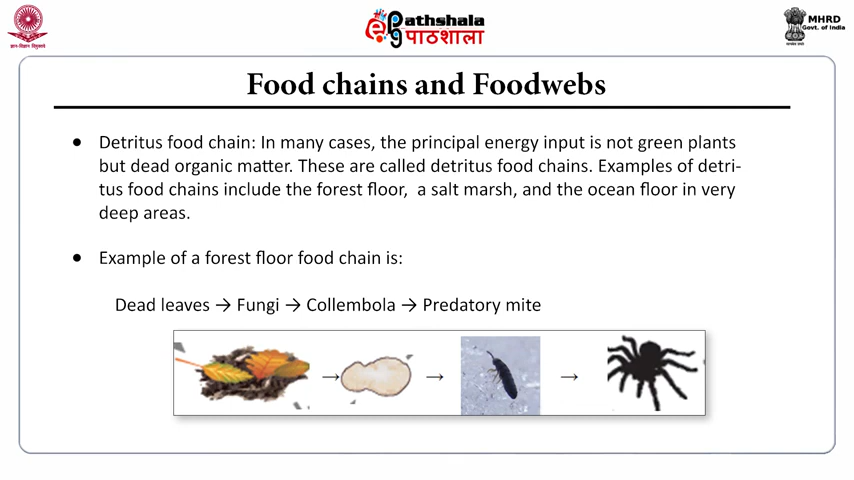 ePathshala
पाठशाला
MHRD
Govt. of India
Food chains and Foodwebs
● Detritus food chain: In many cases, the principal energy input is not green plants
but dead organic matter. These are called detritus food chains. Examples of detri-
tus food chains include the forest floor, a salt marsh, and the ocean floor in very
deep areas.
● Example of a forest floor food chain is:
Dead leaves → Fungi → Collembola → Predatory mite
→ → →